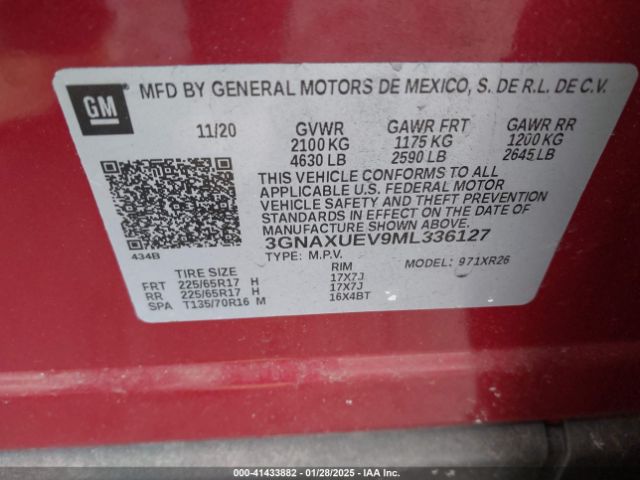 GM
MFD BY GENERAL MOTORS DE MEXICO, S. DE R.L. DE C.V.
11/20 GVWR GAWR FRT GAWR RR
2100 KG 1175 KG 1200 KG
4630 LB 2590 LB 2645 LB
THIS VEHICLE CONFORMS TO ALL
APPLICABLE U.S. FEDERAL MOTOR
VEHICLE SAFETY AND THEFT PREVENTION
STANDARDS IN EFFECT ON THE DATE OF
MANUFACTURE SHOWN ABOVE.
3GNAXUEV9ML336127
434B
TYPE: M.P.V. MODEL: 971XR26
TIRE SIZE RIM
FRT 225/65R17 H 17X7J
RR 225/65R17 H 17X7J
SPA T135/70R16 M 16X4BT
000-41433882 - 01/28/2025 - IAA Inc.